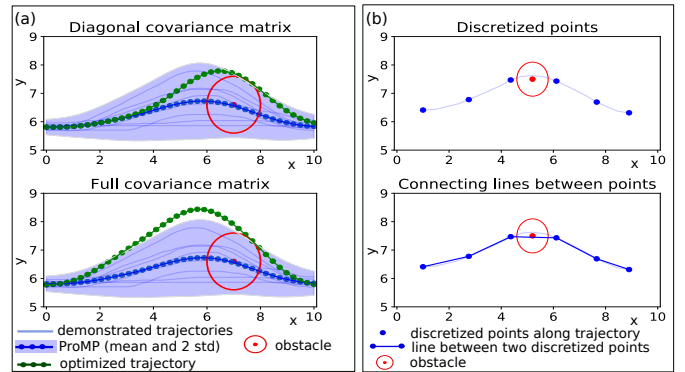 (a)
Diagonal covariance matrix
9
8
7
6
5
y
0 2 4 6 8 10
x
Full covariance matrix
9
8
7
6
5
y
0 2 4 6 8 10
x
demonstrated trajectories
ProMP (mean and 2 std)
optimized trajectory
obstacle
(b)
Discretized points
9
8
7
6
5
y
0 2 4 6 8 10
x
Connecting lines between points
9
8
7
6
5
y
0 2 4 6 8 10
x
discretized points along trajectory
line between two discretized points
obstacle